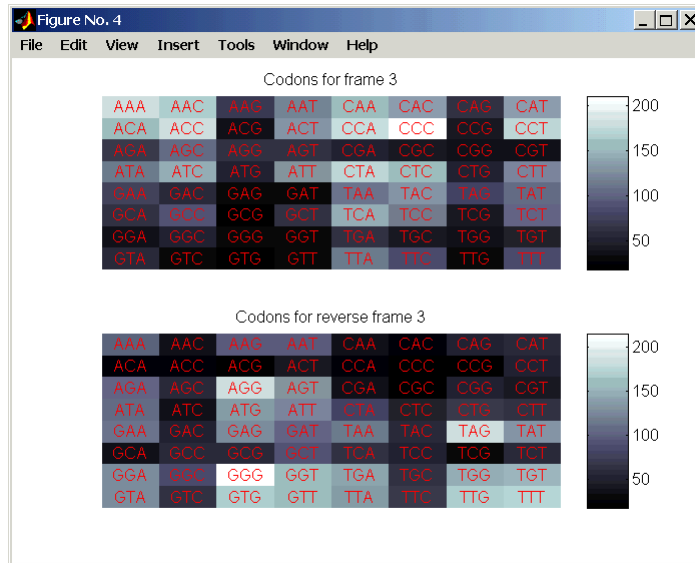 Figure No. 4
File Edit View Insert Tools Window Help
Codons for frame 3
AAA AAC AAG AAT CAA CAC CAG CAT
ACA ACC ACG ACT CCA CCC CCG CCT
AGA AGC AGG AGT CGA CGC CGG CGT
ATA ATC ATG ATT CTA CTC CTG CTT
GAA GAC GAG GAT TAA TAC TAG TAT
GCA GCC GCG GCT TCA TCC TCG TCT
GGA GGC GGG GGT TGA TGC TGG TGT
GTA GTC GTG GTT TTA TTC TTG TTT
200
150
100
50
Codons for reverse frame 3
AAA AAC AAG AAT CAA CAC CAG CAT
ACA ACC ACG ACT CCA CCC CCG CCT
AGA AGC AGG AGT CGA CGC CGG CGT
ATA ATC ATG ATT CTA CTC CTG CTT
GAA GAC GAG GAT TAA TAC TAG TAT
GCA GCC GCG GCT TCA TCC TCG TCT
GGA GGC GGG GGT TGA TGC TGG TGT
GTA GTC GTG GTT TTA TTC TTG TTT
200
150
100
50